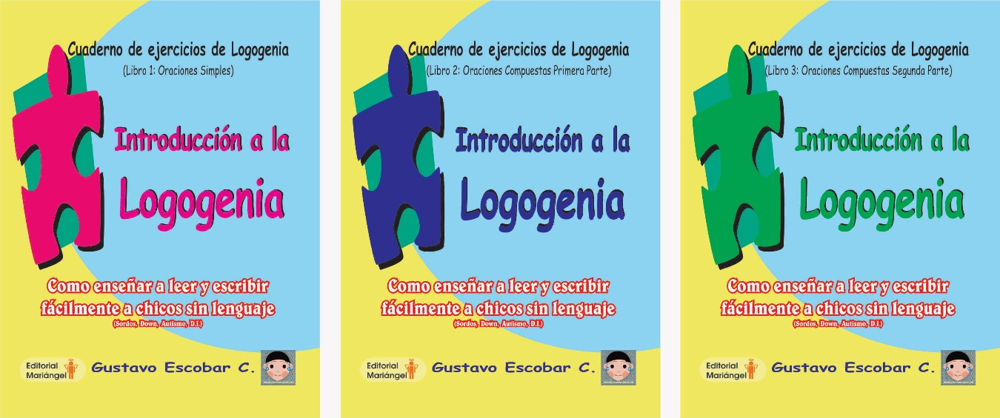 Cuaderno de ejercicios de Logogenia
(Libro 1: Oraciones Simples)
Introducción a la
Logogenia
Como enseñar a leer y escribir
fácilmente a chicos sin lenguaje
(Sordos, Down, Autismo, D.I.)
Editorial
Mariángel
Gustavo Escobar C.
Cuaderno de ejercicios de Logogenia
(Libro 2: Oraciones Compuestas Primera Parte)
Introducción a la
Logogenia
Como enseñar a leer y escribir
fácilmente a chicos sin lenguaje
(Sordos, Down, Autismo, D.I.)
Editorial
Mariángel
Gustavo Escobar C.
Cuaderno de ejercicios de Logogenia
(Libro 3: Oraciones Compuestas Segunda Parte)
Introducción a la
Logogenia
Como enseñar a leer y escribir
fácilmente a chicos sin lenguaje
(Sordos, Down, Autismo, D.I.)
Editorial
Mariángel
Gustavo Escobar C.